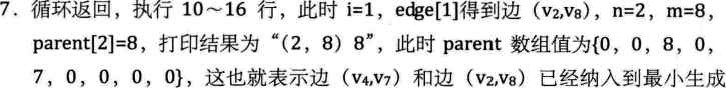 7．循环返回，执行 10～16 行，此时 i=1，edge[1]得到边（v₂,v₈），n=2，m=8，
parent[2]=8，打印结果为“（2，8）8”，此时 parent 数组值为{0，0，8，0，
7，0，0，0，0}，这也就表示边（v₄,v₇）和边（v₂,v₈）已经纳入到最小生成